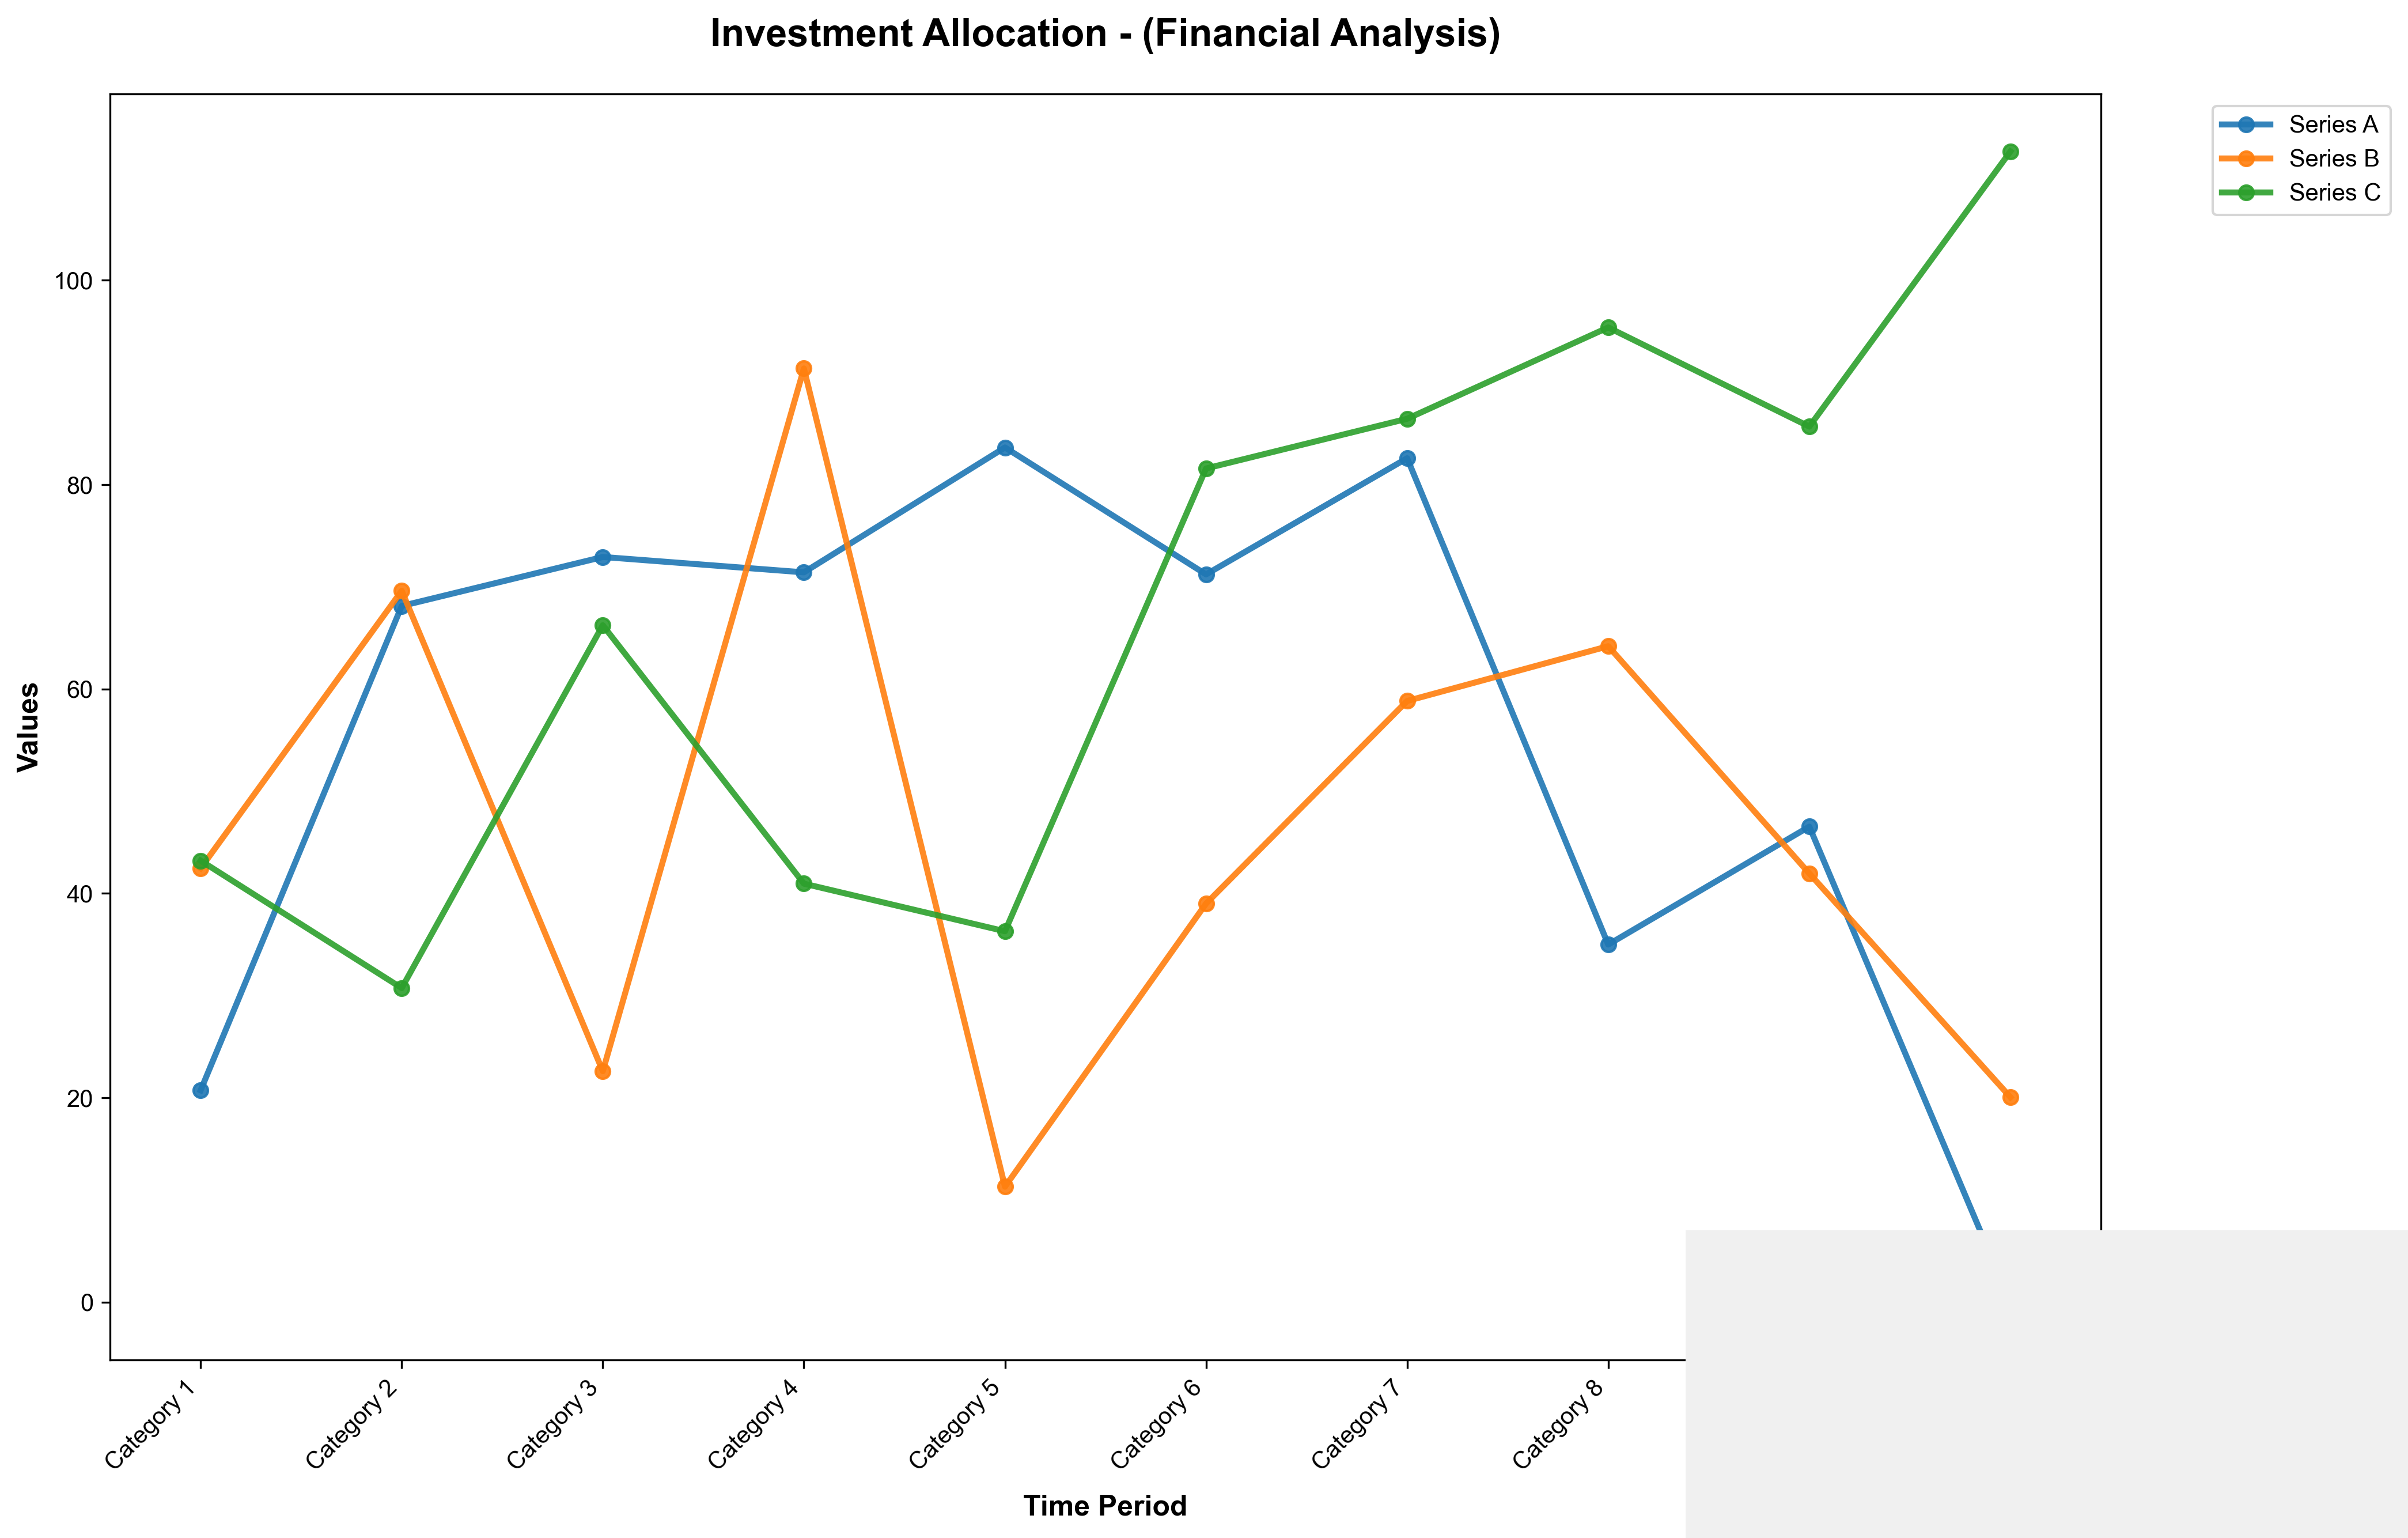 Investment Allocation - (Financial Analysis)
Series A
Series B
Series C
Values
100
80
60
40
20
0
Category 1
Category 2
Category 3
Category 4
Category 5
Category 6
Category 7
Category 8
Time Period